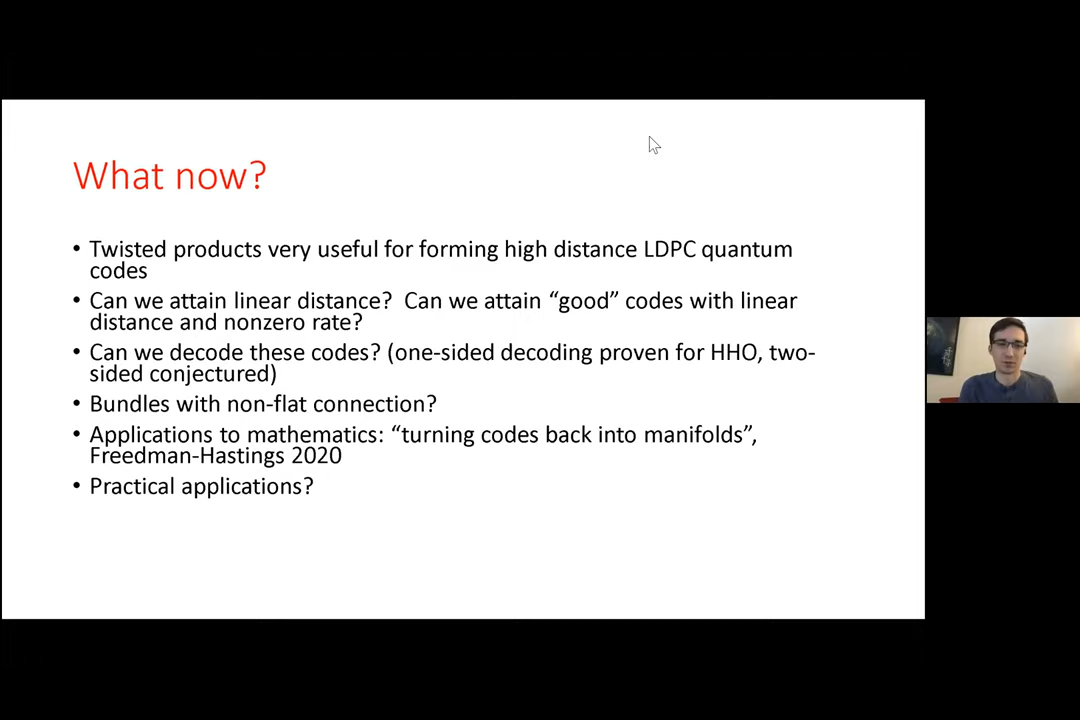 What now?
• Twisted products very useful for forming high distance LDPC quantum
codes
• Can we attain linear distance?  Can we attain “good” codes with linear
distance and nonzero rate?
• Can we decode these codes? (one-sided decoding proven for HHO, two-
sided conjectured)
• Bundles with non-flat connection?
• Applications to mathematics: “turning codes back into manifolds”,
Freedman-Hastings 2020
• Practical applications?